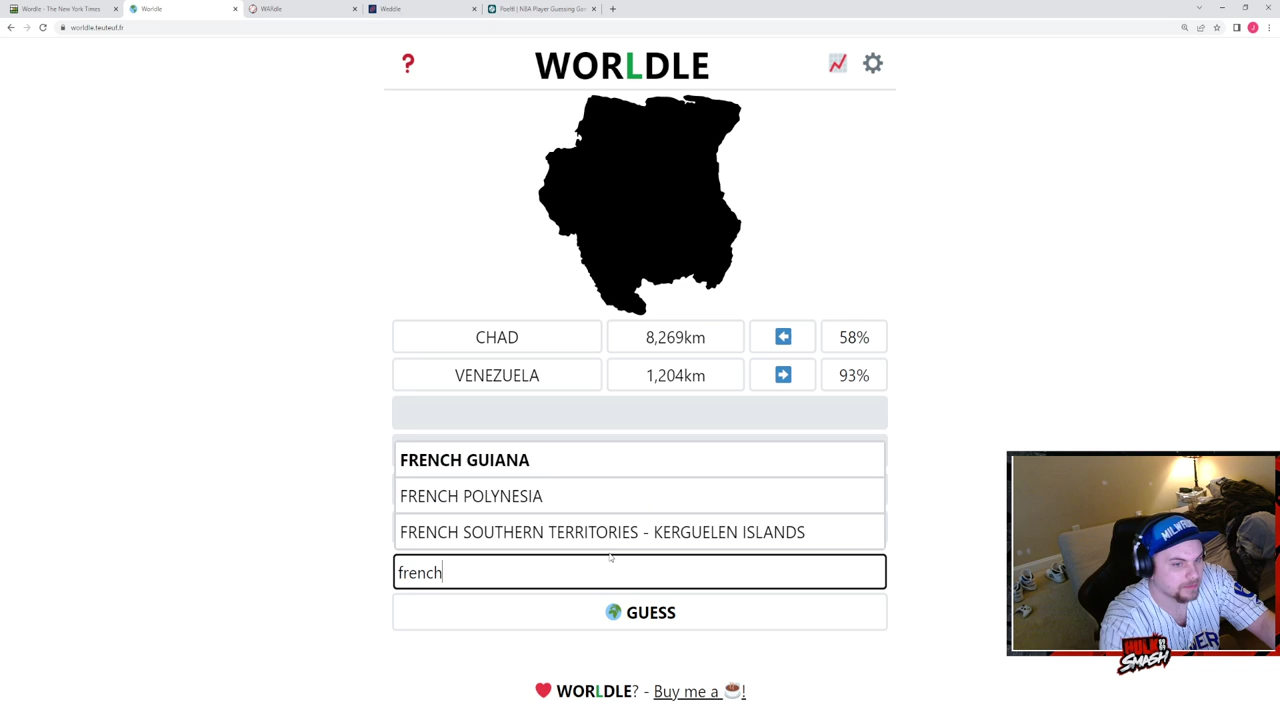 Wordle - The New York Times
Worldle
WARdle
Weddle
Poeltl | NBA Player Guessing Ga
worldle.teuteuf.fr
J
?
WORLDLE
CHAD 8,269km 58%
VENEZUELA 1,204km 93%
FRENCH GUIANA
FRENCH POLYNESIA
FRENCH SOUTHERN TERRITORIES - KERGUELEN ISLANDS
french
GUESS
WORLDLE? - Buy me a !
HULK
SMASH